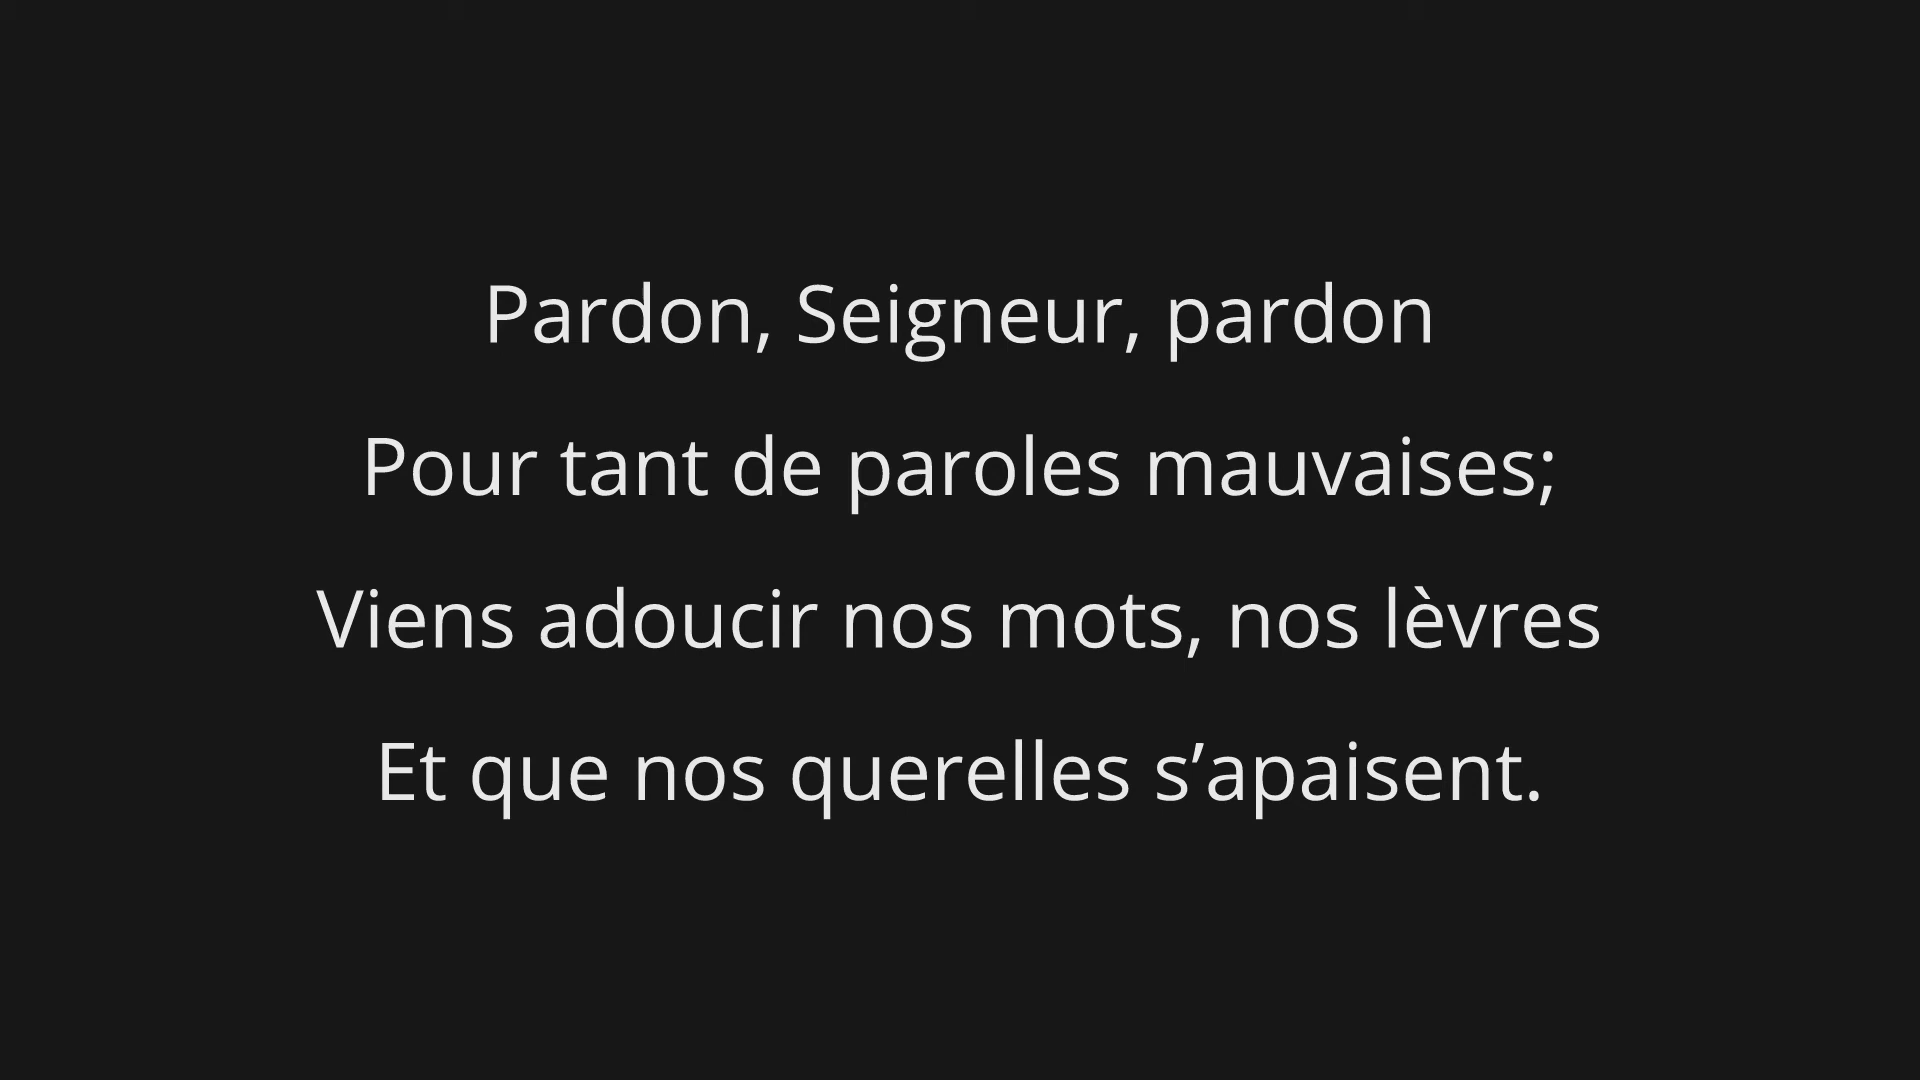 Pardon, Seigneur, pardon
Pour tant de paroles mauvaises;
Viens adoucir nos mots, nos lèvres
Et que nos querelles s’apaisent.